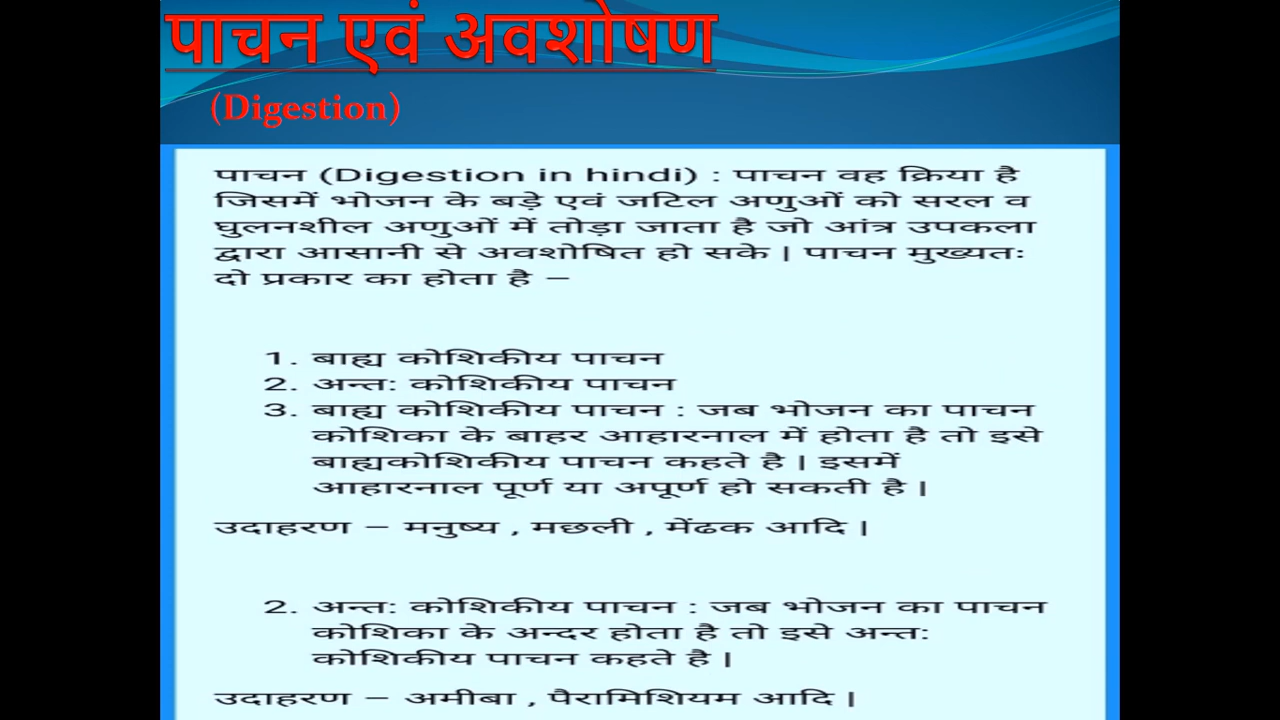 पाचन एवं अवशोषण
(Digestion)
पाचन (Digestion in hindi) : पाचन वह क्रिया है
जिसमें भोजन के बड़े एवं जटिल अणुओं को सरल व
घुलनशील अणुओं में तोड़ा जाता है जो आंत्र उपकला
द्वारा आसानी से अवशोषित हो सके | पाचन मुख्यतः
दो प्रकार का होता है –
1. बाह्य कोशिकीय पाचन
2. अन्त: कोशिकीय पाचन
3. बाह्य कोशिकीय पाचन : जब भोजन का पाचन
कोशिका के बाहर आहारनाल में होता है तो इसे
बाह्यकोशिकीय पाचन कहते है | इसमें
आहारनाल पूर्ण या अपूर्ण हो सकती है |
उदाहरण – मनुष्य , मछली , मेंढक आदि |
2. अन्त: कोशिकीय पाचन : जब भोजन का पाचन
कोशिका के अन्दर होता है तो इसे अन्त:
कोशिकीय पाचन कहते है |
उदाहरण – अमीबा , पैरामिशियम आदि |